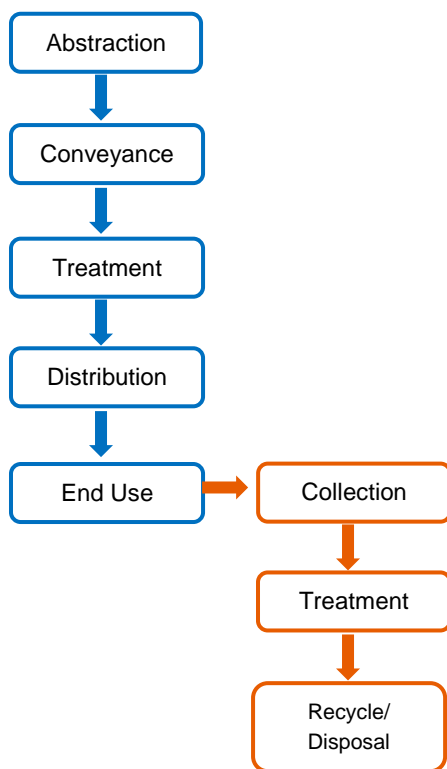 Abstraction
Conveyance
Treatment
Distribution
End Use
Collection
Treatment
Recycle/
Disposal